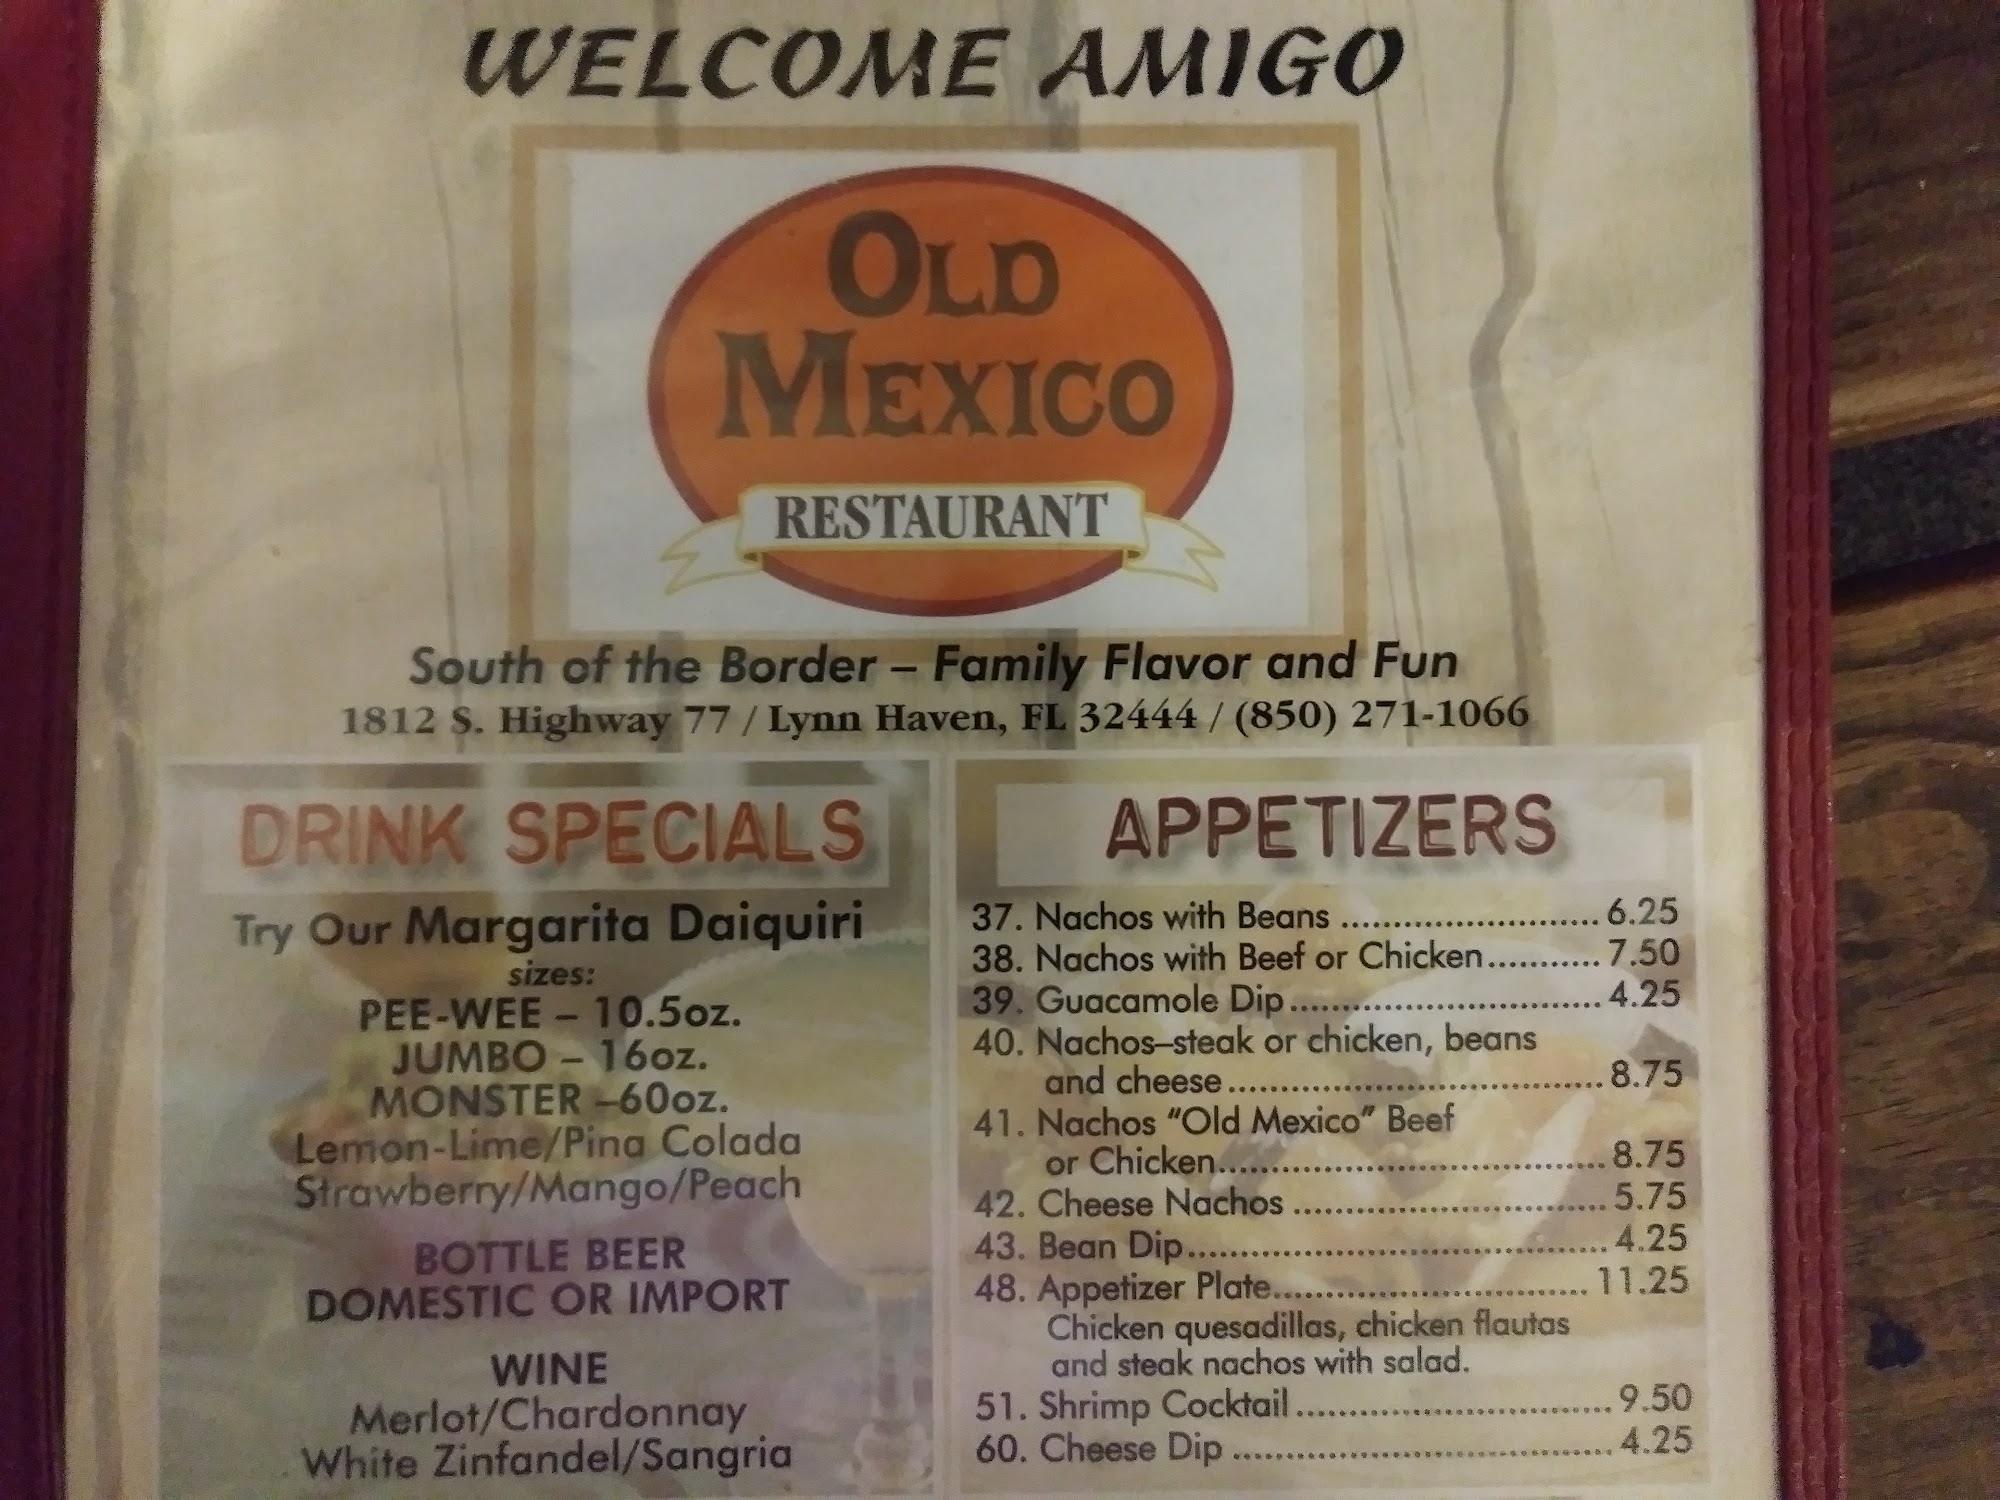 WELCOME AMIGO
OLD
MEXICO
RESTAURANT
South of the Border – Family Flavor and Fun
1812 S. Highway 77 / Lynn Haven, FL 32444 / (850) 271-1066
DRINK SPECIALS
Try Our Margarita Daiquiri
sizes:
PEE-WEE – 10.5oz.
JUMBO – 16oz.
MONSTER –60oz.
Lemon-Lime/Pina Colada
Strawberry/Mango/Peach
BOTTLE BEER
DOMESTIC OR IMPORT
WINE
Merlot/Chardonnay
White Zinfandel/Sangria
APPETIZERS
37. Nachos with Beans ........................ 6.25
38. Nachos with Beef or Chicken........... 7.50
39. Guacamole Dip.............................. 4.25
40. Nachos–steak or chicken, beans
and cheese.................................... 8.75
41. Nachos “Old Mexico” Beef
or Chicken..................................... 8.75
42. Cheese Nachos .............................. 5.75
43. Bean Dip........................................ 4.25
48. Appetizer Plate.............................. 11.25
Chicken quesadillas, chicken flautas
and steak nachos with salad.
51. Shrimp Cocktail.............................. 9.50
60. Cheese Dip .................................... 4.25